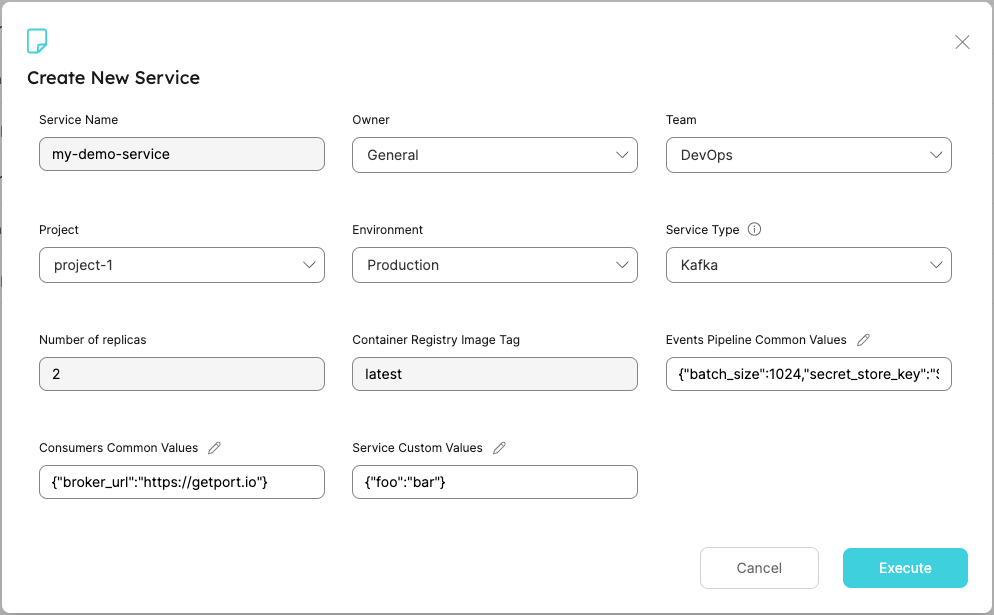 Create New Service
Service Name
Owner
Team
my-demo-service
General
DevOps
Project
Environment
Service Type
project-1
Production
Kafka
Number of replicas
Container Registry Image Tag
Events Pipeline Common Values
2
latest
{"batch_size":1024,"secret_store_key":"
Consumers Common Values
Service Custom Values
{"broker_url":"https://getport.io"}
{"foo":"bar"}
Cancel
Execute